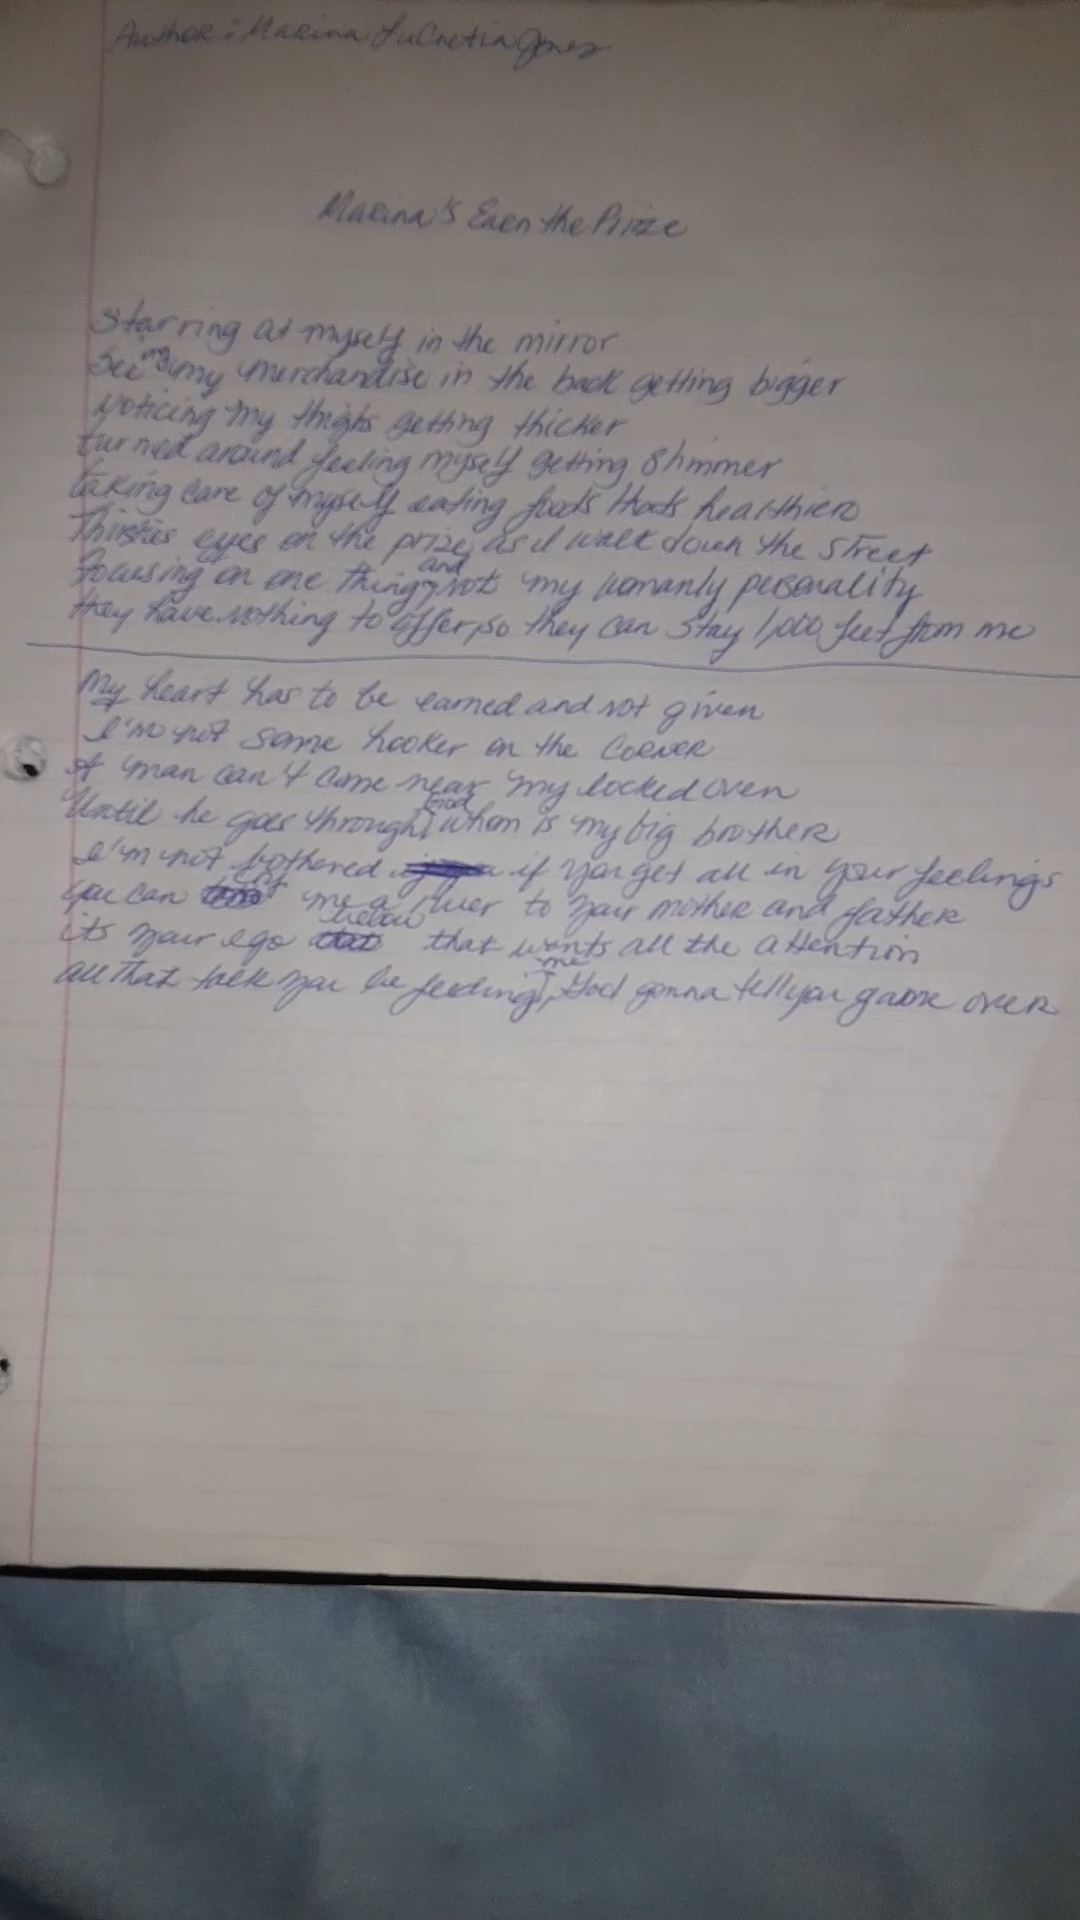 Author: Marina LuCretia Jones
Marina's Earn the Prize
Starring at myself in the mirror
Seeing my merchandise in the back getting bigger
Noticing my thighs getting thicker
turned around feeling myself getting Shimmer
taking care of myself eating foods thats healthier
Thirsties eyes on the prize, as I walk down the street
Focusing on one thing and not my womanly personality
they have nothing to offer, so they can stay 1,000 feet from me
My heart has to be earned and not given
I'm not some hooker on the corner
A man can't come near my locked oven
Until he goes through God whom is my big brother
I'm not bothered if you get all in your feelings
you can me a river to your mother and father
its your ego that wants all the attention
all that talk you be feeding me, God gonna tell you game over